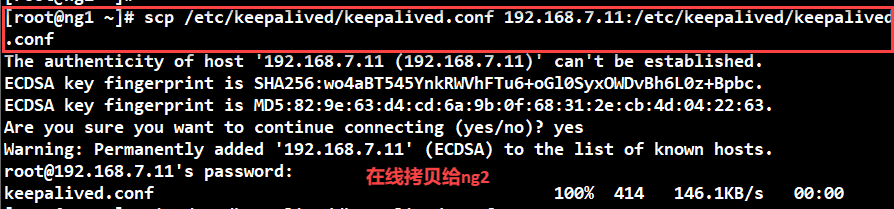 [root@ng1 ~]# scp /etc/keepalived/keepalived.conf 192.168.7.11:/etc/keepalived/keepalived
.conf
The authenticity of host '192.168.7.11 (192.168.7.11)' can't be established.
ECDSA key fingerprint is SHA256:wo4aBT545YnkRWVhFTu6+oGl0SyxOWDvBh6L0z+Bpbc.
ECDSA key fingerprint is MD5:82:9e:63:d4:cd:6a:9b:0f:68:31:2e:cb:4d:04:22:63.
Are you sure you want to continue connecting (yes/no)? yes
Warning: Permanently added '192.168.7.11' (ECDSA) to the list of known hosts.
root@192.168.7.11's password:
在线拷贝给ng2
keepalived.conf 100% 414 146.1KB/s 00:00